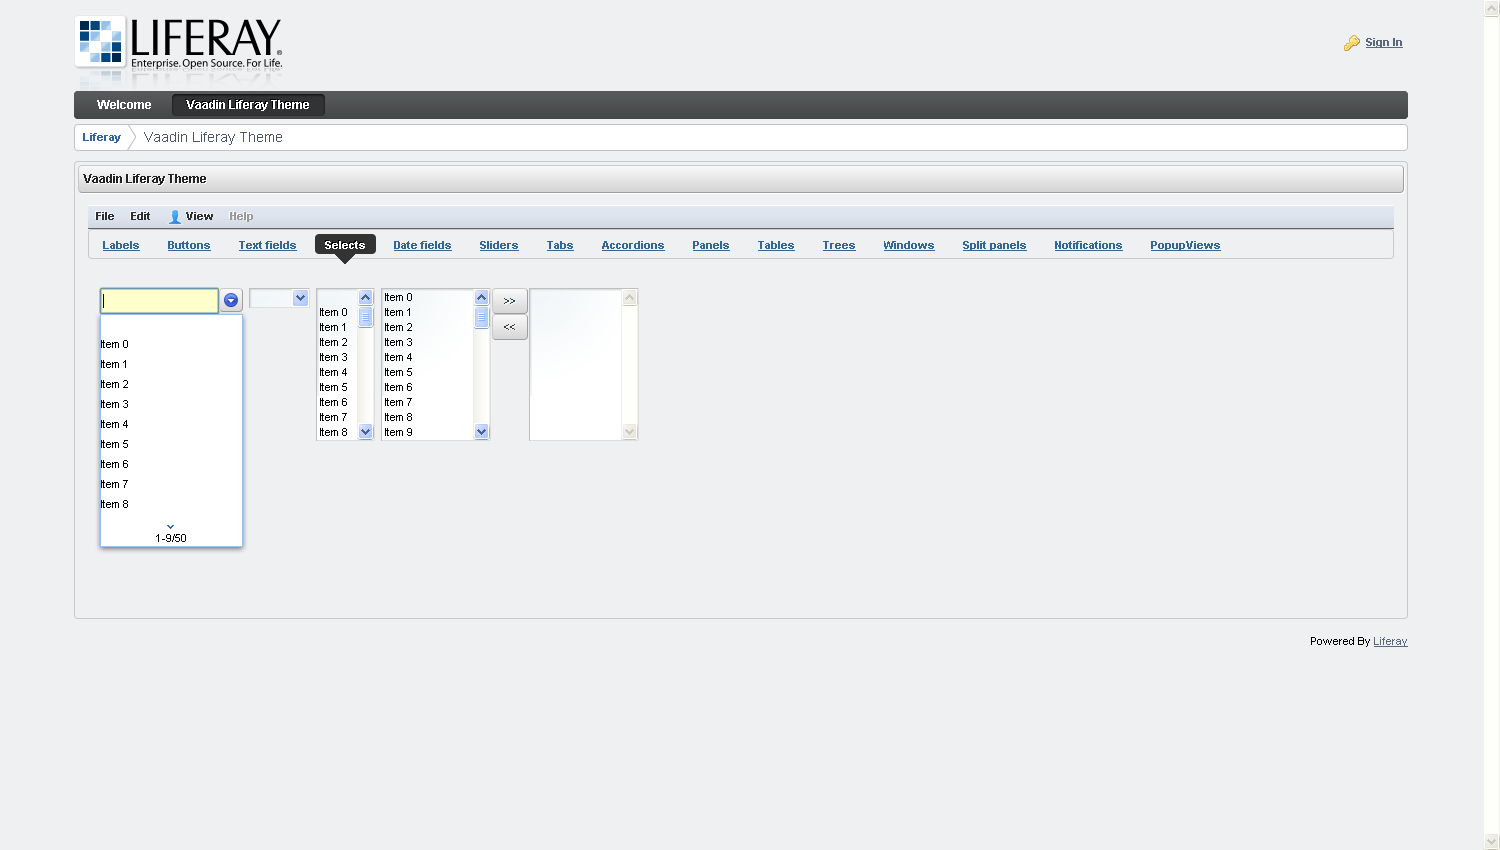 LIFERAY
Enterprise. Open Source. For Life.
Sign In
Welcome Vaadin Liferay Theme
Liferay Vaadin Liferay Theme
Vaadin Liferay Theme
File Edit View Help
Labels Buttons Text fields Selects Date fields Sliders Tabs Accordions Panels Tables Trees Windows Split panels Notifications PopupViews
Item 0
Item 1
Item 2
Item 3
Item 4
Item 5
Item 6
Item 7
Item 8
1-9/50
Item 0
Item 1
Item 2
Item 3
Item 4
Item 5
Item 6
Item 7
Item 8
Item 0
Item 1
Item 2
Item 3
Item 4
Item 5
Item 6
Item 7
Item 8
Item 9
>>
<<
Powered By Liferay